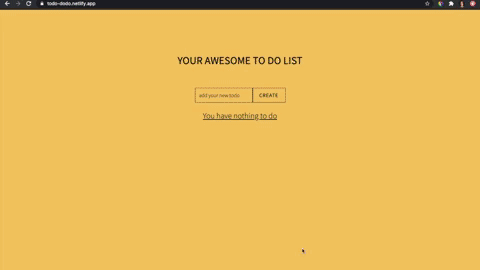 todo-dodo.netlify.app
YOUR AWESOME TO DO LIST
add your new todo
CREATE
You have nothing to do